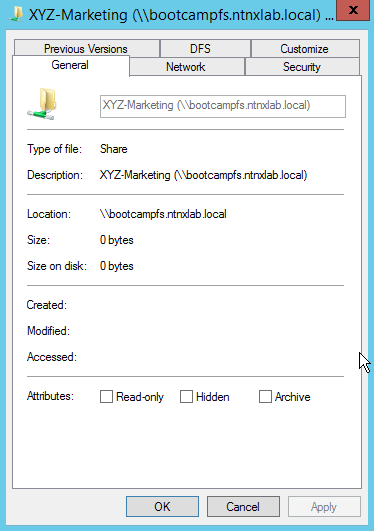 XYZ-Marketing (\\bootcampfs.ntnxlab.local) ...
Previous Versions DFS Customize
General Network Security
XYZ-Marketing (\\bootcampfs.ntnxlab.local)
Type of file: Share
Description: XYZ-Marketing (\\bootcampfs.ntnxlab.local)
Location: \\bootcampfs.ntnxlab.local
Size: 0 bytes
Size on disk: 0 bytes
Created:
Modified:
Accessed:
Attributes: Read-only Hidden Archive
OK Cancel Apply